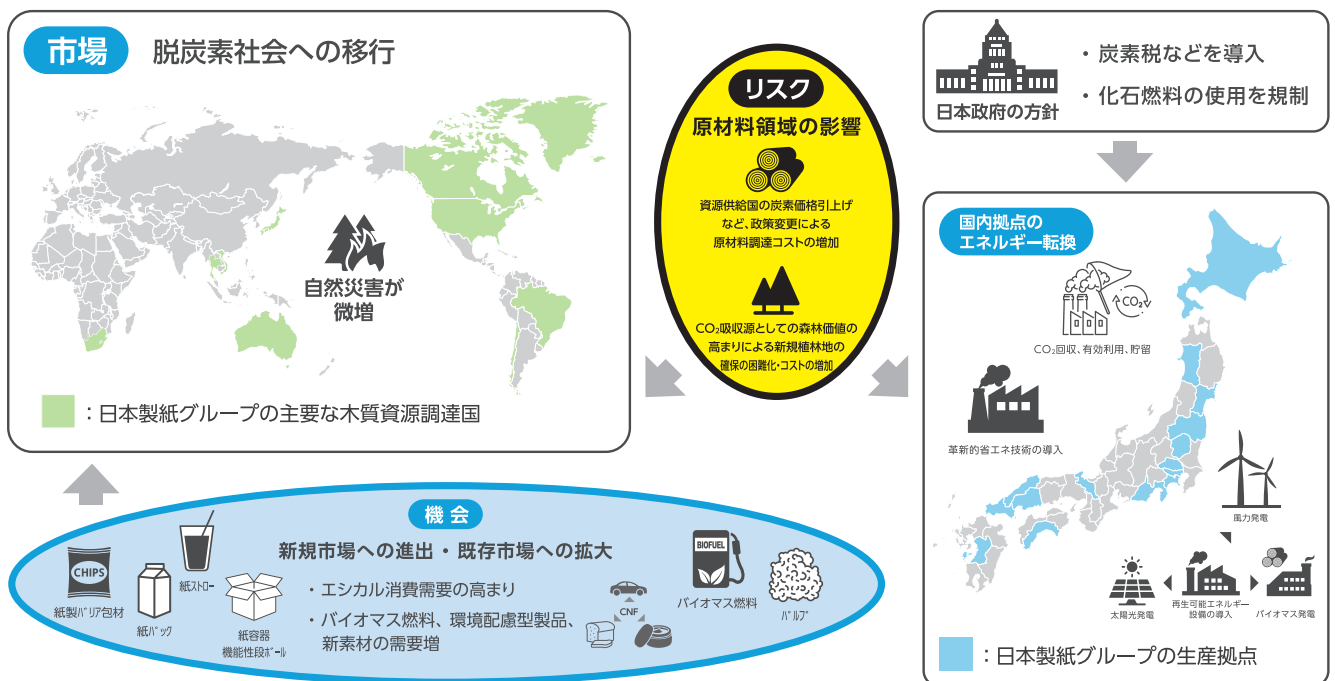 市場
脱炭素社会への移行
自然災害が
微増
：日本製紙グループの主要な木質資源調達国
リスク
原材料領域の影響
資源供給国の炭素価格引上げ
など、政策変更による
原材料調達コストの増加
CO₂吸収源としての森林価値の
高まりによる新規植林地の
確保の困難化・コストの増加
日本政府の方針
・炭素税などを導入
・化石燃料の使用を規制
国内拠点の
エネルギー転換
CO₂
CO₂回収、有効利用、貯留
革新的省エネ技術の導入
風力発電
太陽光発電
再生可能エネルギー
設備の導入
バイオマス発電
：日本製紙グループの生産拠点
機会
新規市場への進出・既存市場への拡大
・エシカル消費需要の高まり
・バイオマス燃料、環境配慮型製品、
新素材の需要増
CHIPS
紙製バリア包材
紙パック
紙ストロー
紙容器
機能性段ボール
CNF
BIOFUEL
バイオマス燃料
パルプ